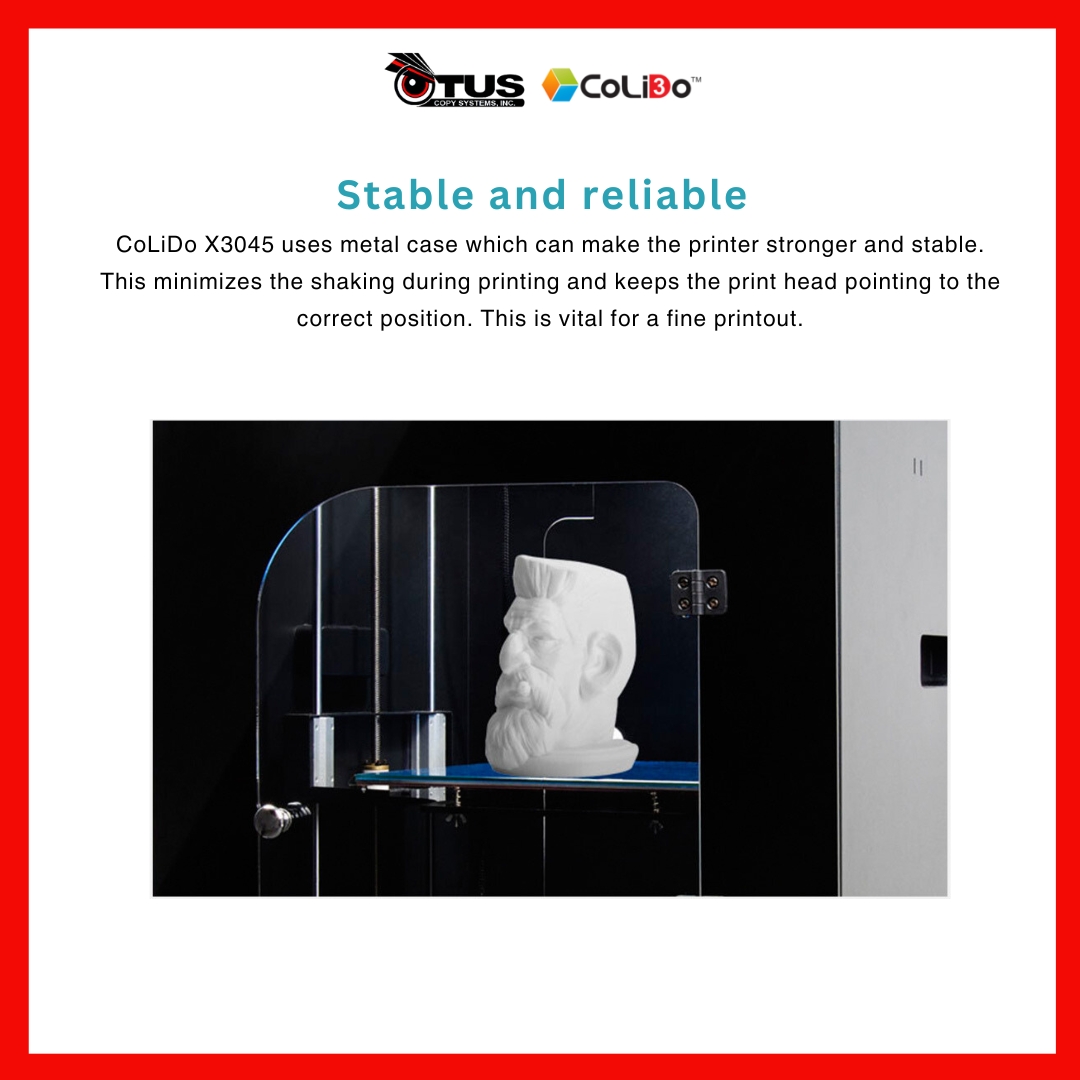 OTUS
COPY SYSTEMS, INC.
CoLiDo™
Stable and reliable
CoLiDo X3045 uses metal case which can make the printer stronger and stable.
This minimizes the shaking during printing and keeps the print head pointing to the
correct position. This is vital for a fine printout.